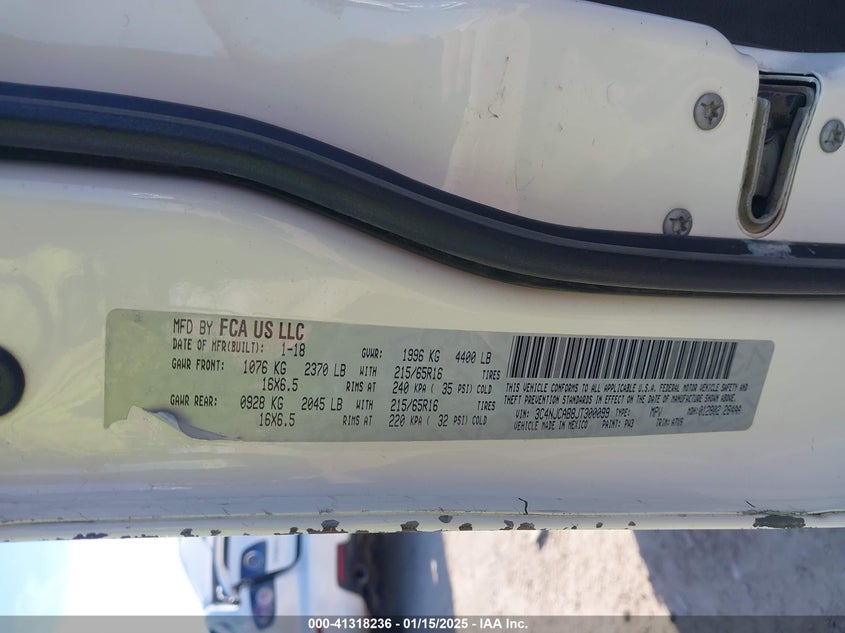 MFD BY FCA US LLC
DATE OF MFR(BUILT): 1-18 GVWR: 1996 KG 4400 LB
GAWR FRONT: 1076 KG 2370 LB WITH 215/65R16 TIRES
16X6.5 RIMS AT 240 KPA ( 35 PSI) COLD
GAWR REAR: 0928 KG 2045 LB WITH 215/65R16 TIRES
16X6.5 RIMS AT 220 KPA ( 32 PSI) COLD
THIS VEHICLE CONFORMS TO ALL APPLICABLE U.S.A. FEDERAL MOTOR VEHICLE SAFETY AND
THEFT PREVENTION STANDARDS IN EFFECT ON THE DATE OF MANUFACTURE SHOWN ABOVE.
VIN: 3C4NJCAB8JT300099 TYPE: MPV MDH:
VEHICLE MADE IN MEXICO PAINT: PW3 TRIM:
000-41318236 - 01/15/2025 - IAA Inc.